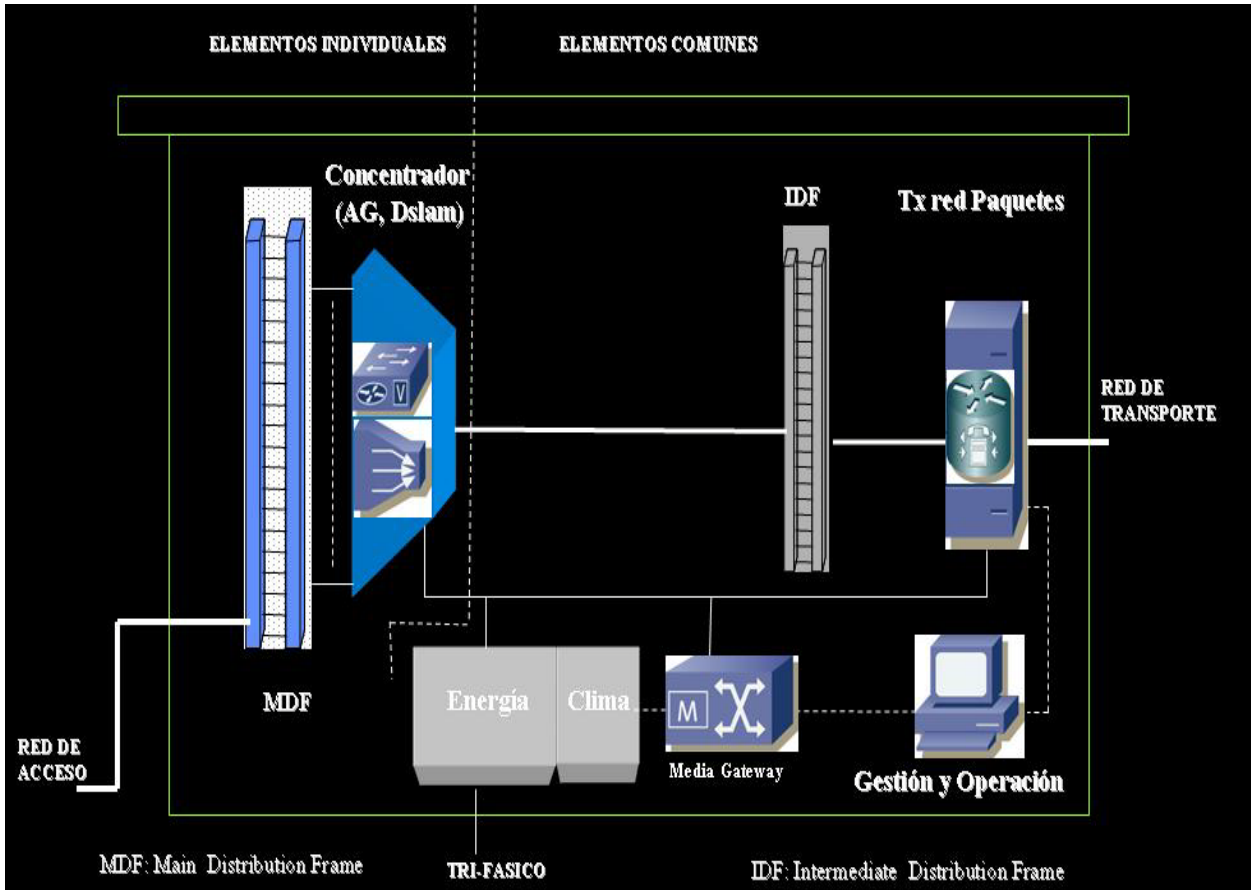 ELEMENTOS INDIVIDUALES
ELEMENTOS COMUNES
Concentrador
(AG, Dslam)
IDF
Tx red Paquetes
RED DE
TRANSPORTE
V
MDF
Energía
Clima
M
Media Gateway
Gestión y Operación
RED DE
ACCESO
MDF: Main Distribution Frame
TRI-FASICO
IDF: Intermediate Distribution Frame